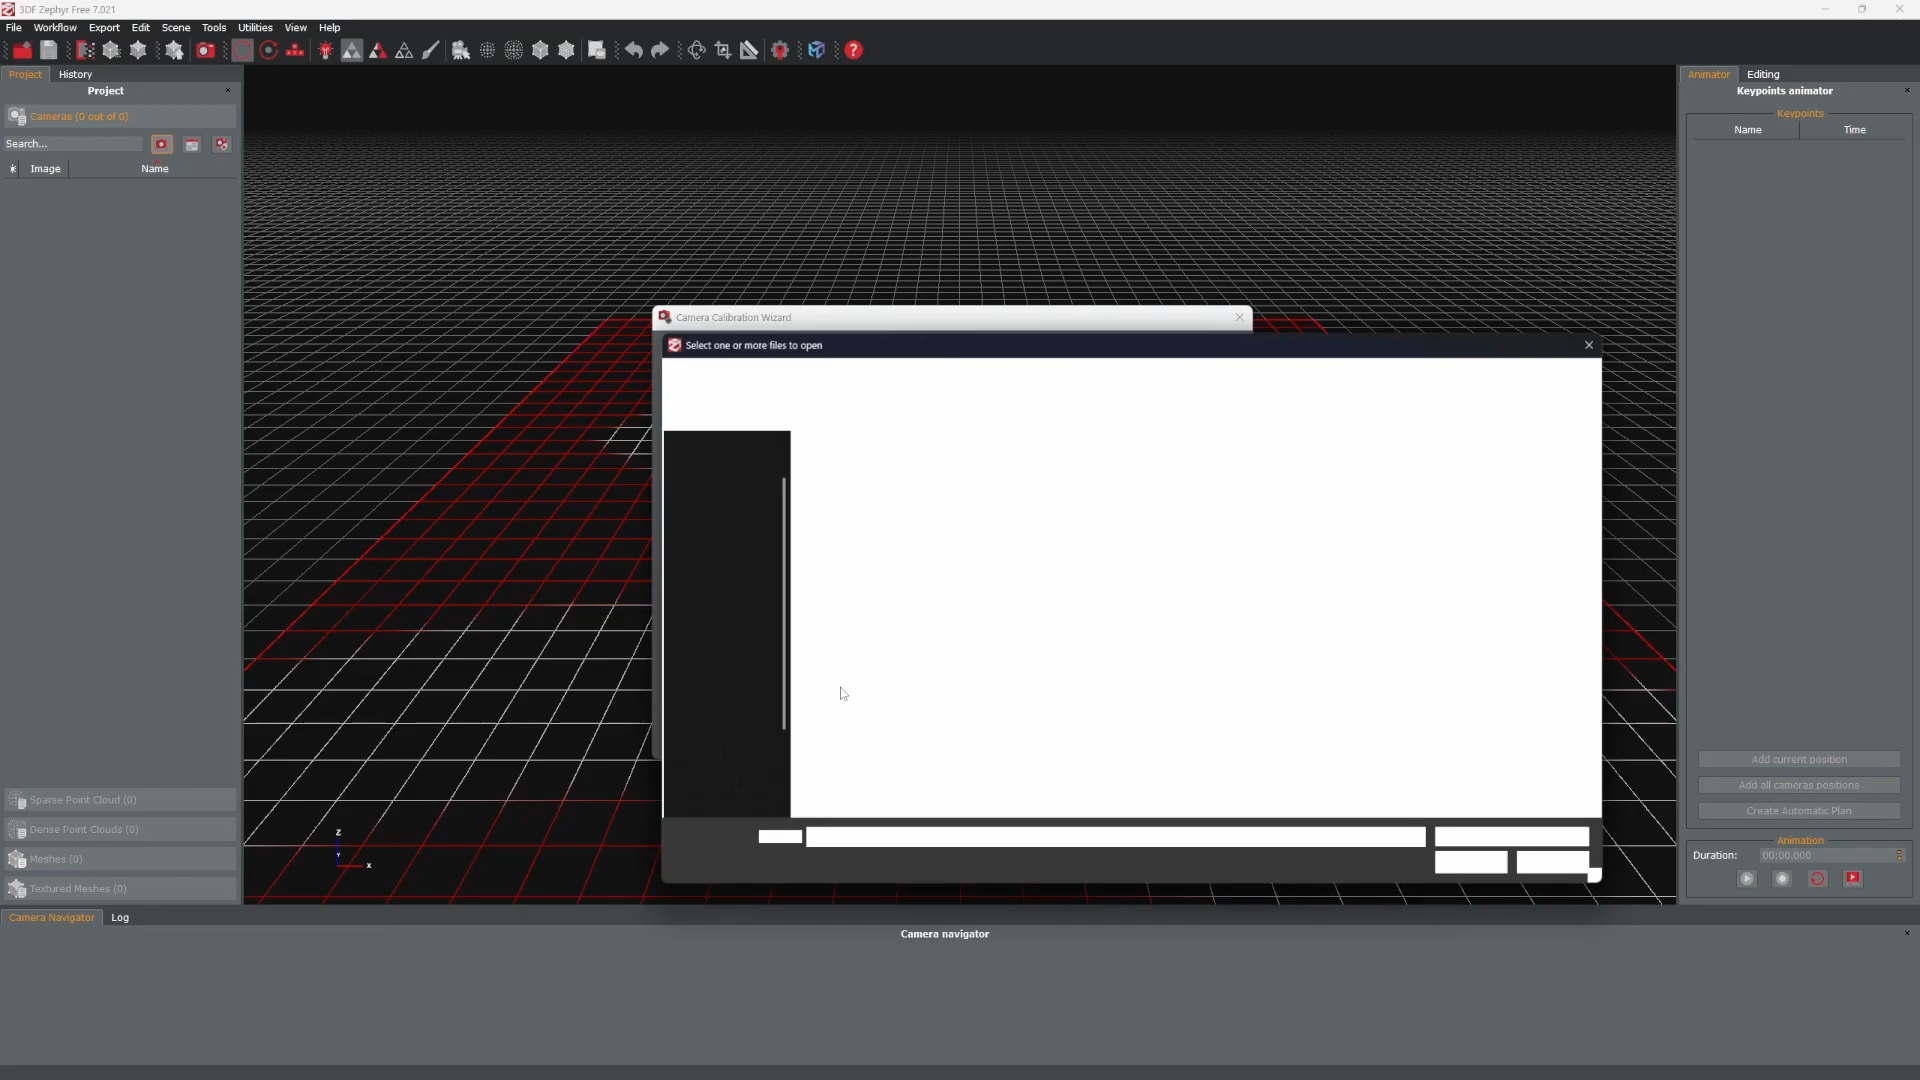 3DF Zephyr Free 7.021
File Workflow Export Edit Scene Tools Utilities View Help
Project History
Project
Cameras (0 out of 0)
Search...
Image Name
Sparse Point Cloud (0)
Dense Point Clouds (0)
Meshes (0)
Textured Meshes (0)
Z
Y
X
Camera Calibration Wizard
Select one or more files to open
Animator Editing
Keypoints animator
Keypoints
Name Time
Add current position
Add all cameras positions
Create Automatic Plan
Animation
Duration: 00:00.000
Camera Navigator Log
Camera navigator